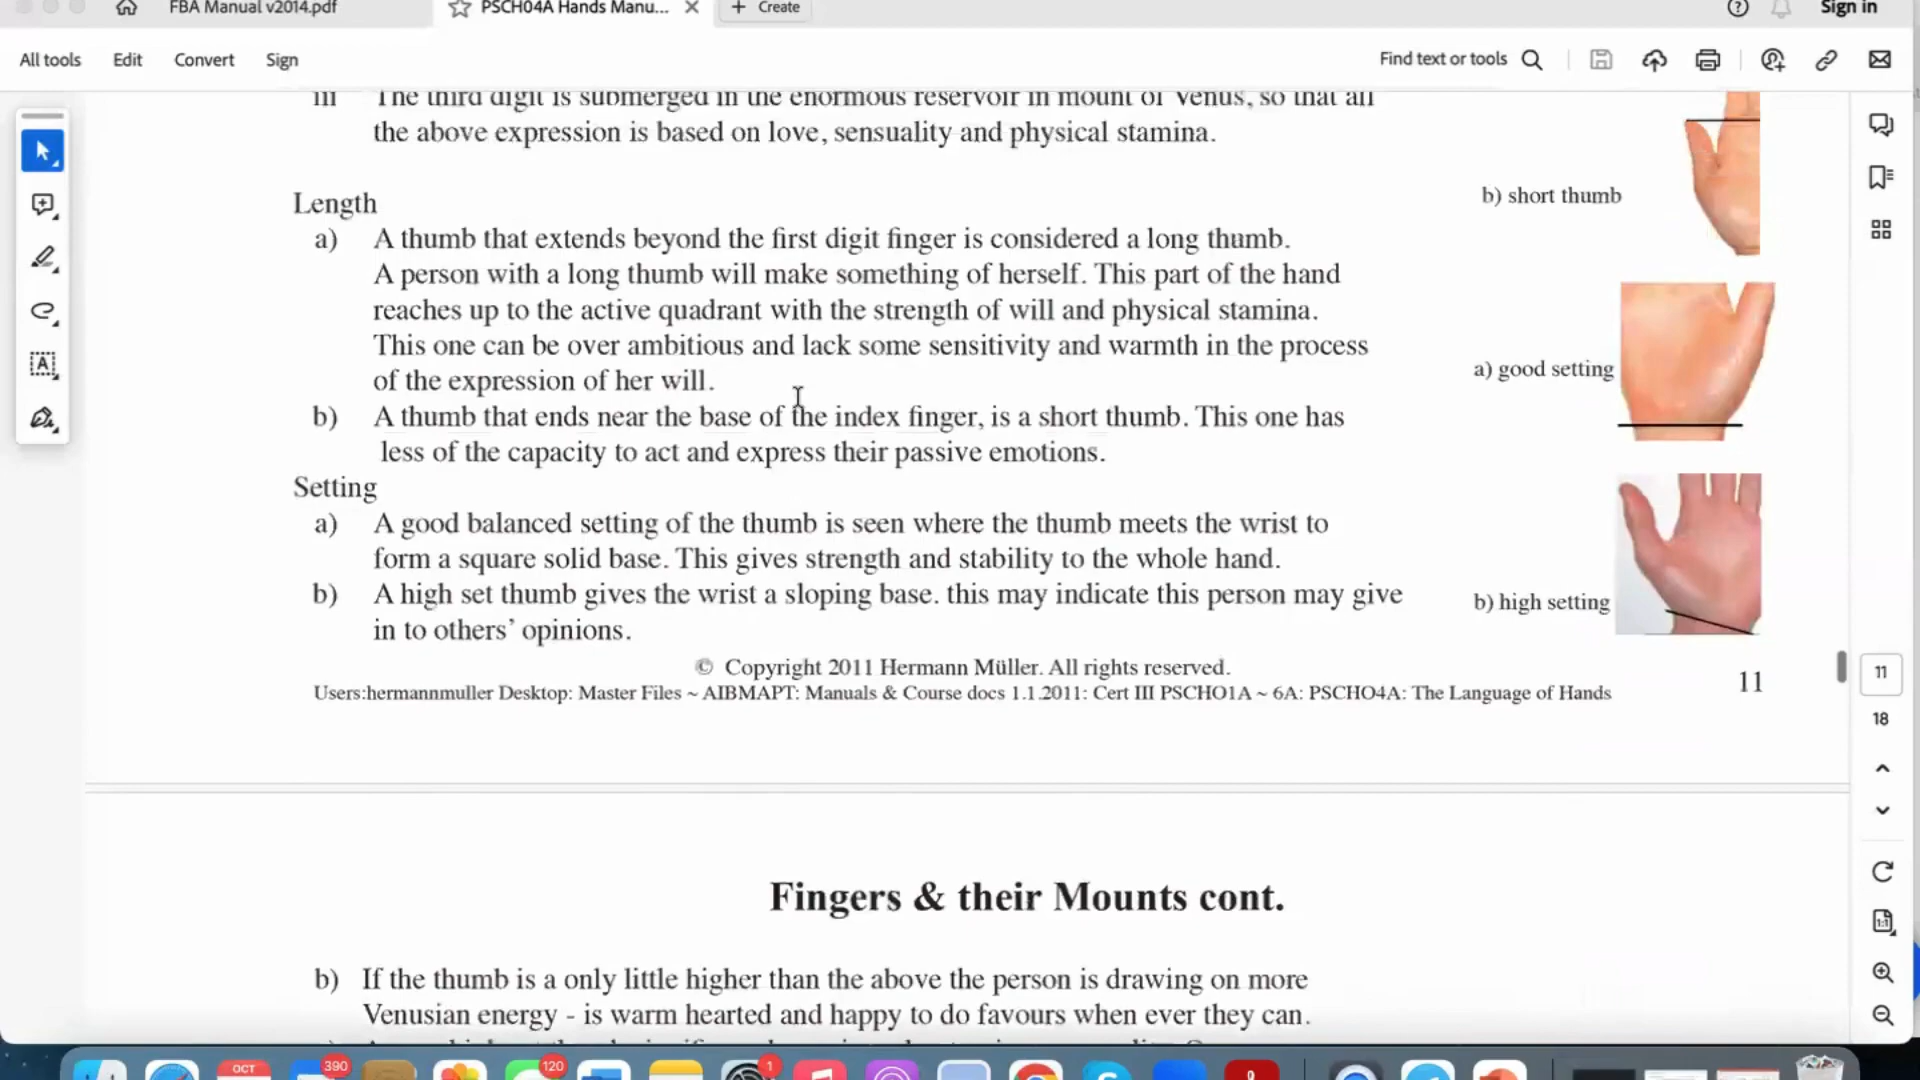 FBA Manual v2014.pdf
PSCH04A Hands Manu...
Create
Sign in
All tools
Edit
Convert
Sign
Find text or tools
iii The third digit is submerged in the enormous reservoir in mount of Venus, so that all
the above expression is based on love, sensuality and physical stamina.
b) short thumb
Length
a) A thumb that extends beyond the first digit finger is considered a long thumb.
A person with a long thumb will make something of herself. This part of the hand
reaches up to the active quadrant with the strength of will and physical stamina.
This one can be over ambitious and lack some sensitivity and warmth in the process
of the expression of her will.
a) good setting
b) A thumb that ends near the base of the index finger, is a short thumb. This one has
less of the capacity to act and express their passive emotions.
Setting
a) A good balanced setting of the thumb is seen where the thumb meets the wrist to
form a square solid base. This gives strength and stability to the whole hand.
b) A high set thumb gives the wrist a sloping base. this may indicate this person may give
in to others’ opinions.
b) high setting
© Copyright 2011 Hermann Müller. All rights reserved.
Users:hermannmuller Desktop: Master Files ~ AIBMAPT: Manuals & Course docs 1.1.2011: Cert III PSCHO1A ~ 6A: PSCHO4A: The Language of Hands
11
11
18
1:1
Fingers & their Mounts cont.
b) If the thumb is a only little higher than the above the person is drawing on more
Venusian energy - is warm hearted and happy to do favours when ever they can.
OCT
390
120
1